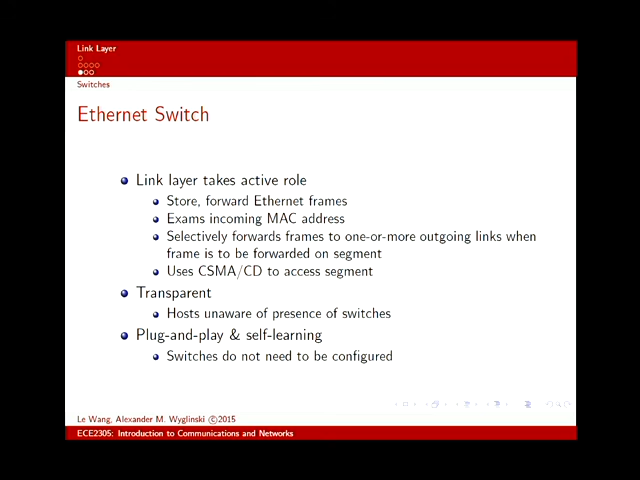 Link Layer
Switches
Ethernet Switch
Link layer takes active role
Store, forward Ethernet frames
Exams incoming MAC address
Selectively forwards frames to one-or-more outgoing links when
frame is to be forwarded on segment
Uses CSMA/CD to access segment
Transparent
Hosts unaware of presence of switches
Plug-and-play & self-learning
Switches do not need to be configured
Le Wang, Alexander M. Wyglinski ©2015
ECE2305: Introduction to Communications and Networks